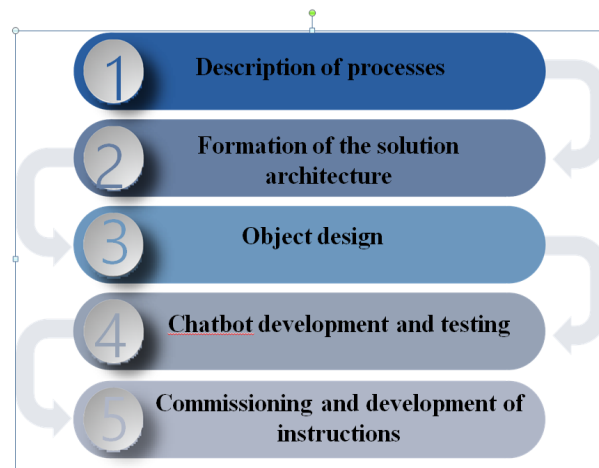 1
Description of processes
2
Formation of the solution
architecture
3
Object design
4
Chatbot development and testing
5
Commissioning and development of
instructions